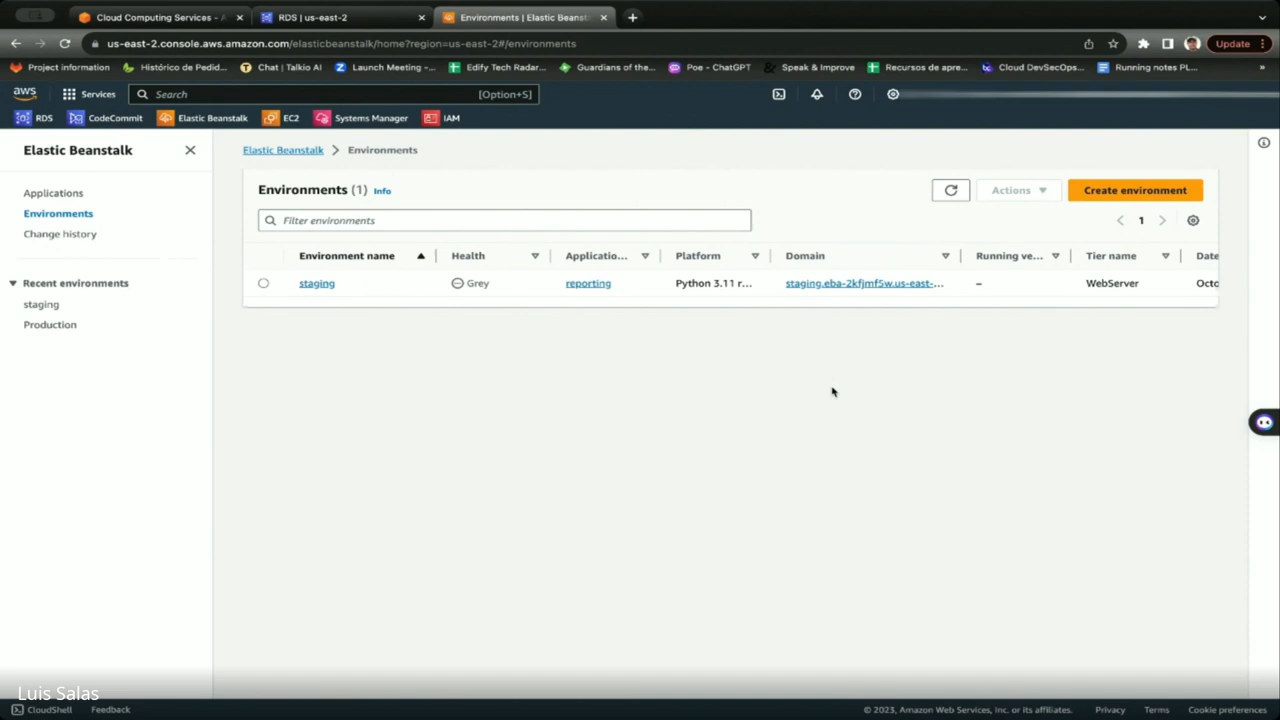 Cloud Computing Services - A
RDS | us-east-2
Environments | Elastic Beanst
us-east-2.console.aws.amazon.com/elasticbeanstalk/home?region=us-east-2#/environments
Update
Project information
Histórico de Pedid...
Chat | Talkio AI
Launch Meeting -...
Edify Tech Radar...
Guardians of the...
Poe - ChatGPT
Speak & Improve
Recursos de apre...
Cloud DevSecOps...
Running notes PL...
»
aws
Services
Search
[Option+S]
RDS
CodeCommit
Elastic Beanstalk
EC2
Systems Manager
IAM
Elastic Beanstalk
Applications
Environments
Change history
Recent environments
staging
Production
Elastic Beanstalk > Environments
Environments (1) Info
Actions
Create environment
Filter environments
1
Environment name
Health
Applicatio...
Platform
Domain
Running ve...
Tier name
Date
staging
Grey
reporting
Python 3.11 r...
staging.eba-2kfjmf5w.us-east-...
–
WebServer
Octo
Luis Salas
CloudShell
Feedback
© 2023, Amazon Web Services, Inc. or its affiliates.
Privacy
Terms
Cookie preferences